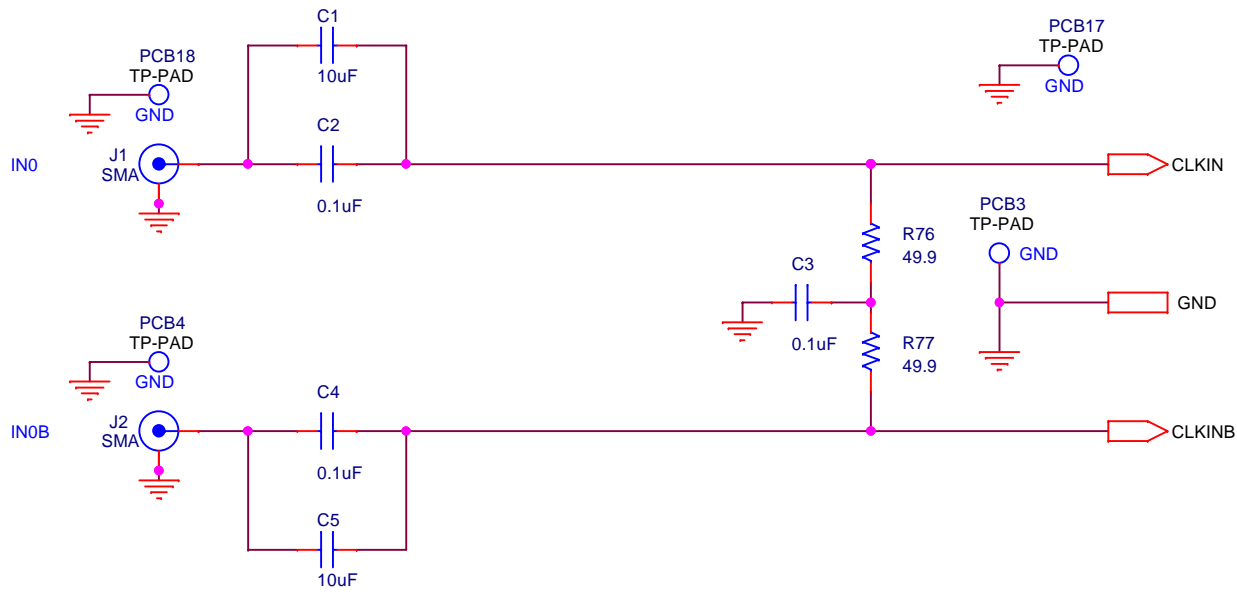 C1
10uF
PCB18
TP-PAD
GND
PCB17
TP-PAD
GND
C2
0.1uF
IN0
J1
SMA
CLKIN
R76
49.9
PCB3
TP-PAD
GND
C3
0.1uF
GND
R77
49.9
PCB4
TP-PAD
GND
C4
0.1uF
IN0B
J2
SMA
CLKINB
C5
10uF